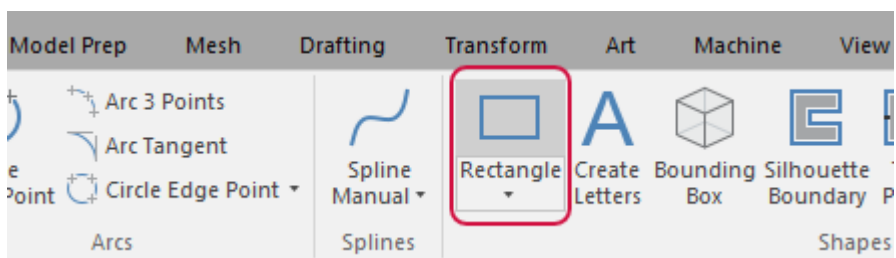 Model Prep Mesh Drafting Transform Art Machine View
Arc 3 Points
Arc Tangent
Circle Edge Point
Point
Arcs
Spline
Manual
Splines
Rectangle
Create
Letters
Bounding
Box
Silhouette
Boundary
Shapes